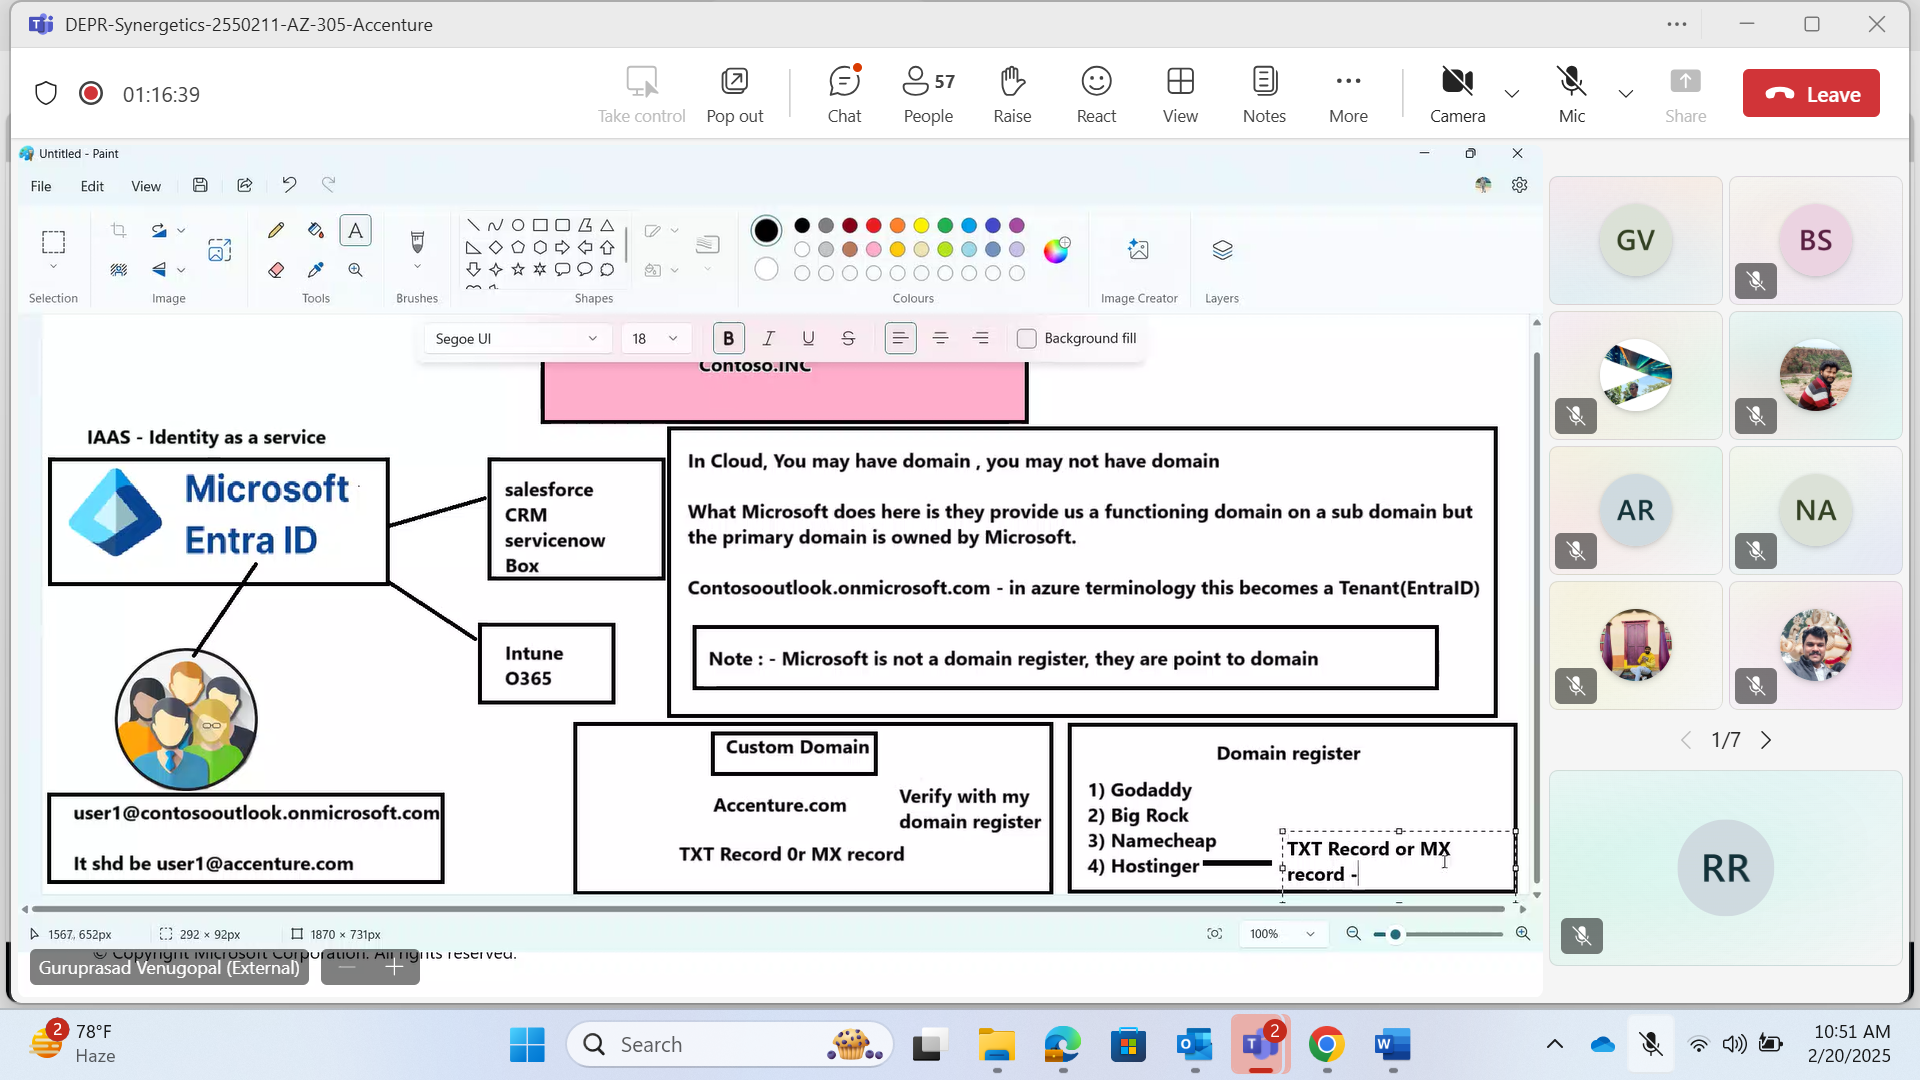 DEPR-Synergetics-2550211-AZ-305-Accenture
01:16:39
Take control
Pop out
Chat
57
People
Raise
React
View
Notes
More
Camera
Mic
Share
Leave
Untitled - Paint
File
Edit
View
Selection
Image
Tools
Brushes
Shapes
Colours
Image Creator
Layers
Segoe UI
18
B
I
U
S
Background fill
Contoso.INC
IAAS - Identity as a service
Microsoft
Entra ID
salesforce
CRM
servicenow
Box
Intune
O365
In Cloud, You may have domain , you may not have domain
What Microsoft does here is they provide us a functioning domain on a sub domain but
the primary domain is owned by Microsoft.
Contosooutlook.onmicrosoft.com - in azure terminology this becomes a Tenant(EntraID)
Note : - Microsoft is not a domain register, they are point to domain
user1@contosooutlook.onmicrosoft.com
It shd be user1@accenture.com
Custom Domain
Accenture.com
Verify with my
domain register
TXT Record 0r MX record
Domain register
1) Godaddy
2) Big Rock
3) Namecheap
4) Hostinger
TXT Record or MX
record -
1567, 652px
292 × 92px
1870 × 731px
100%
© Copyright Microsoft Corporation. All rights reserved.
Guruprasad Venugopal (External)
GV
BS
AR
NA
1/7
RR
2
78°F
Haze
Search
2
10:51 AM
2/20/2025